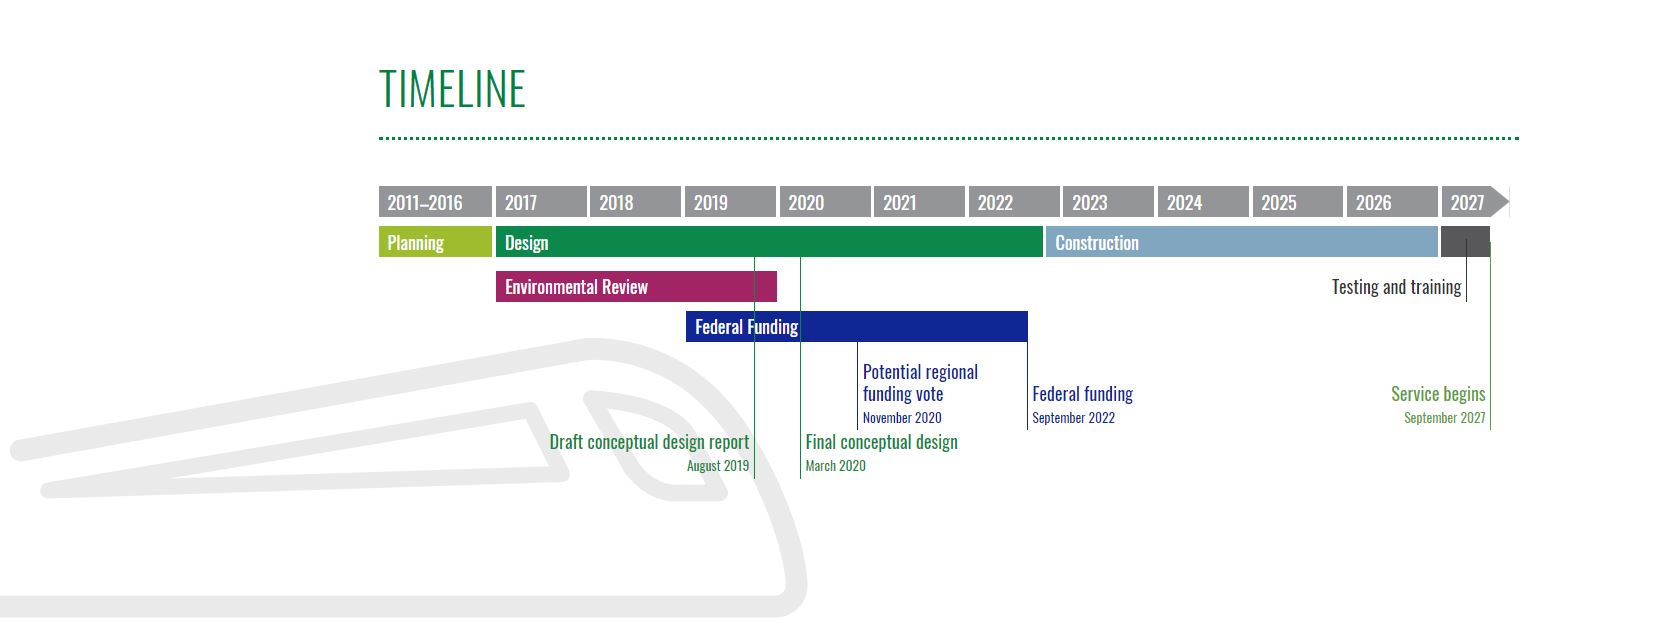 TIMELINE
2011–2016 2017 2018 2019 2020 2021 2022 2023 2024 2025 2026 2027
Planning Design Construction
Environmental Review
Testing and training
Federal Funding
Potential regional
funding vote
November 2020
Federal funding
September 2022
Service begins
September 2027
Draft conceptual design report
August 2019
Final conceptual design
March 2020